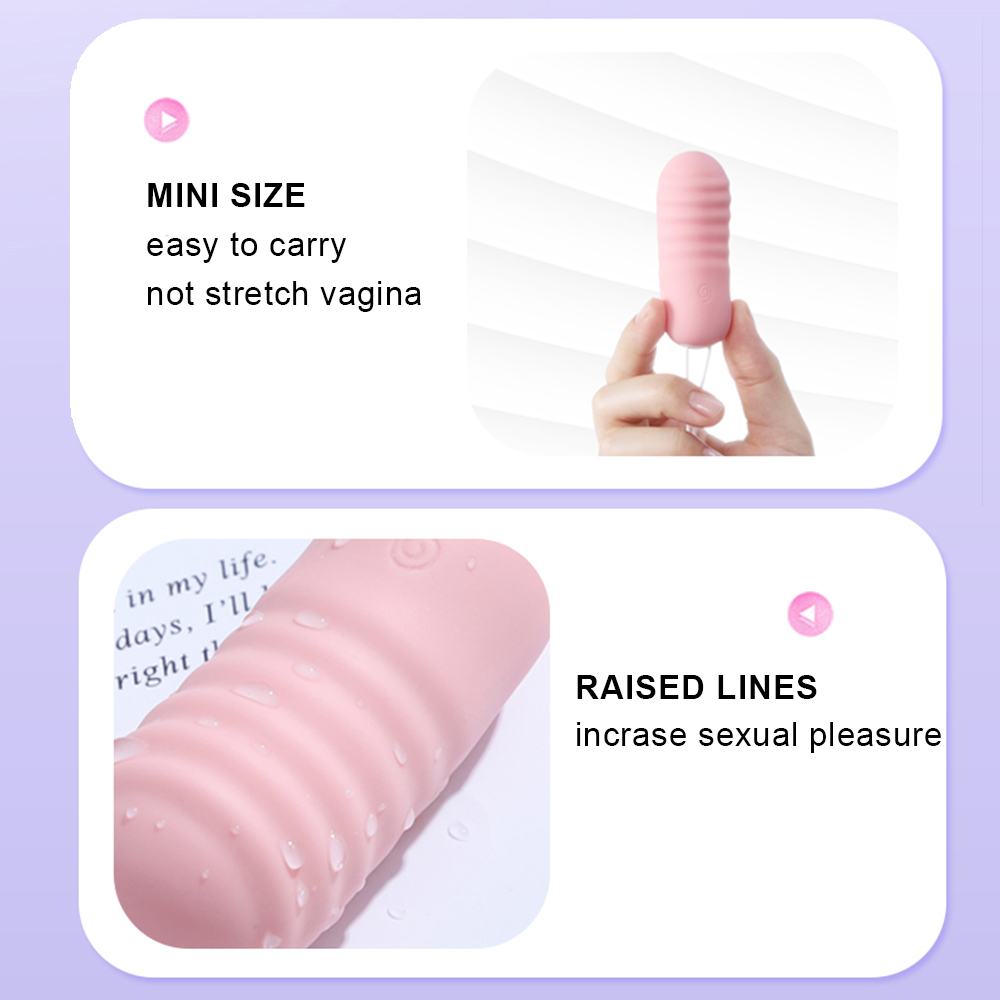 MINI SIZE
easy to carry
not stretch vagina
in my life.
days, I'll
right
RAISED LINES
incrase sexual pleasure